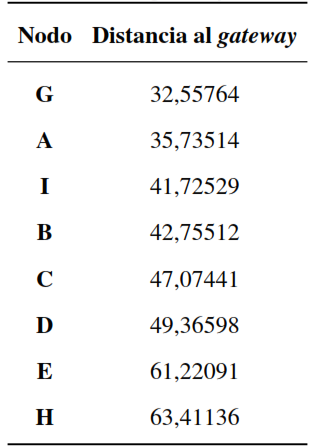 Nodo Distancia al gateway
G 32,55764
A 35,73514
I 41,72529
B 42,75512
C 47,07441
D 49,36598
E 61,22091
H 63,41136